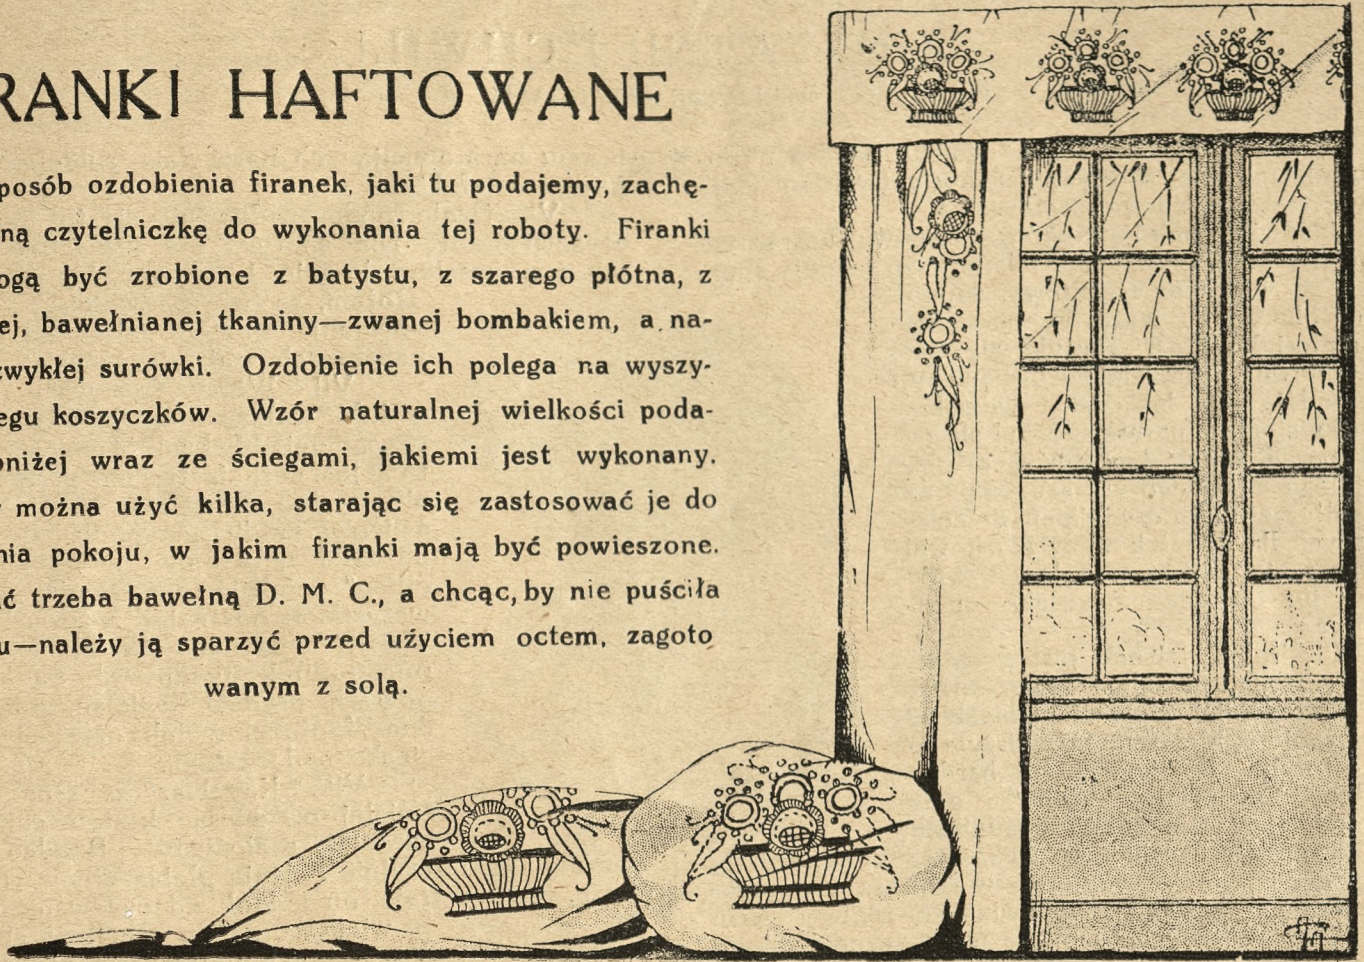 RANKI HAFTOWANE
posób ozdobienia firanek, jaki tu podajemy, zachę-
ną czytelniczkę do wykonania tej roboty. Firanki
ogą być zrobione z batystu, z szarego płótna, z
ej, bawełnianej tkaniny—zwanej bombakiem, a na-
zwykłej surówki. Ozdobienie ich polega na wyszy-
egu koszyczków. Wzór naturalnej wielkości poda-
oniżej wraz ze ściegami, jakiemi jest wykonany.
można użyć kilka, starając się zastosować je do
nia pokoju, w jakim firanki mają być powieszone.
ć trzeba bawełną D. M. C., a chcąc, by nie puściła
u—należy ją sparzyć przed użyciem octem, zagoto
wanym z solą.